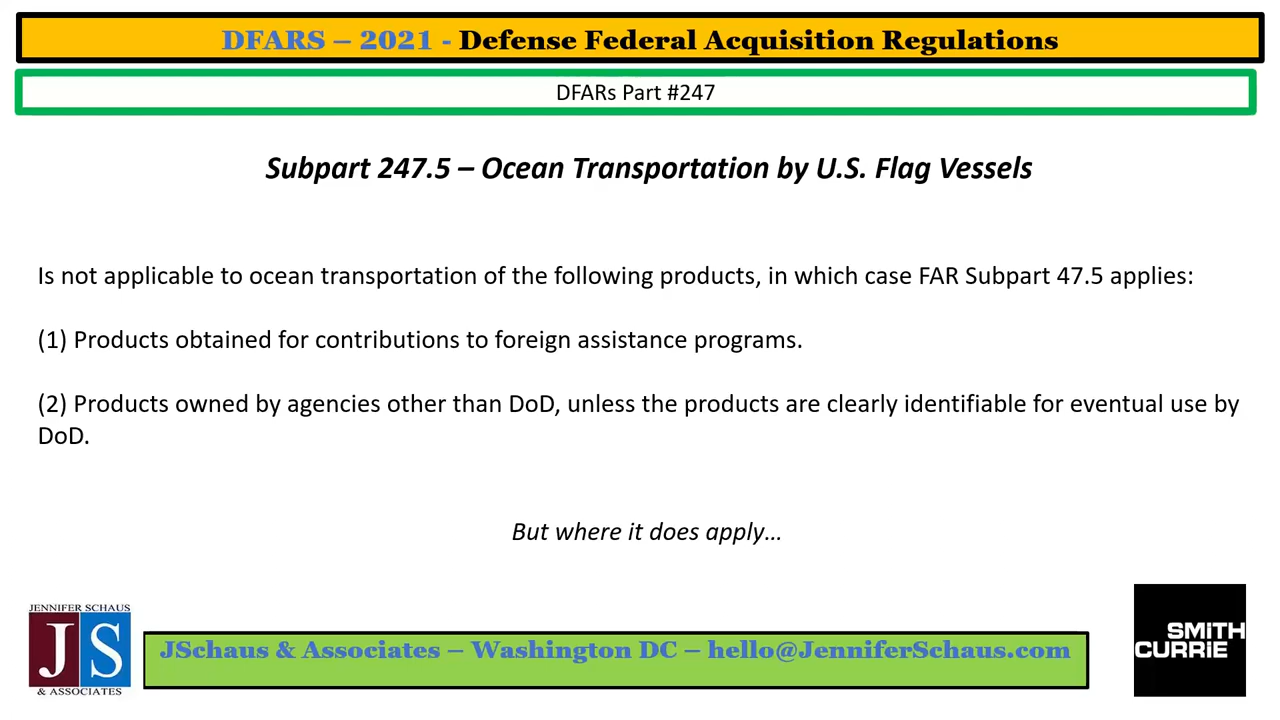 DFARS – 2021 - Defense Federal Acquisition Regulations
DFARs Part #247
Subpart 247.5 – Ocean Transportation by U.S. Flag Vessels
Is not applicable to ocean transportation of the following products, in which case FAR Subpart 47.5 applies:
(1) Products obtained for contributions to foreign assistance programs.
(2) Products owned by agencies other than DoD, unless the products are clearly identifiable for eventual use by
DoD.
But where it does apply…
JENNIFER SCHAUS
JS
& ASSOCIATES
JSchaus & Associates – Washington DC – hello@JenniferSchaus.com
SMITH
CURRIE